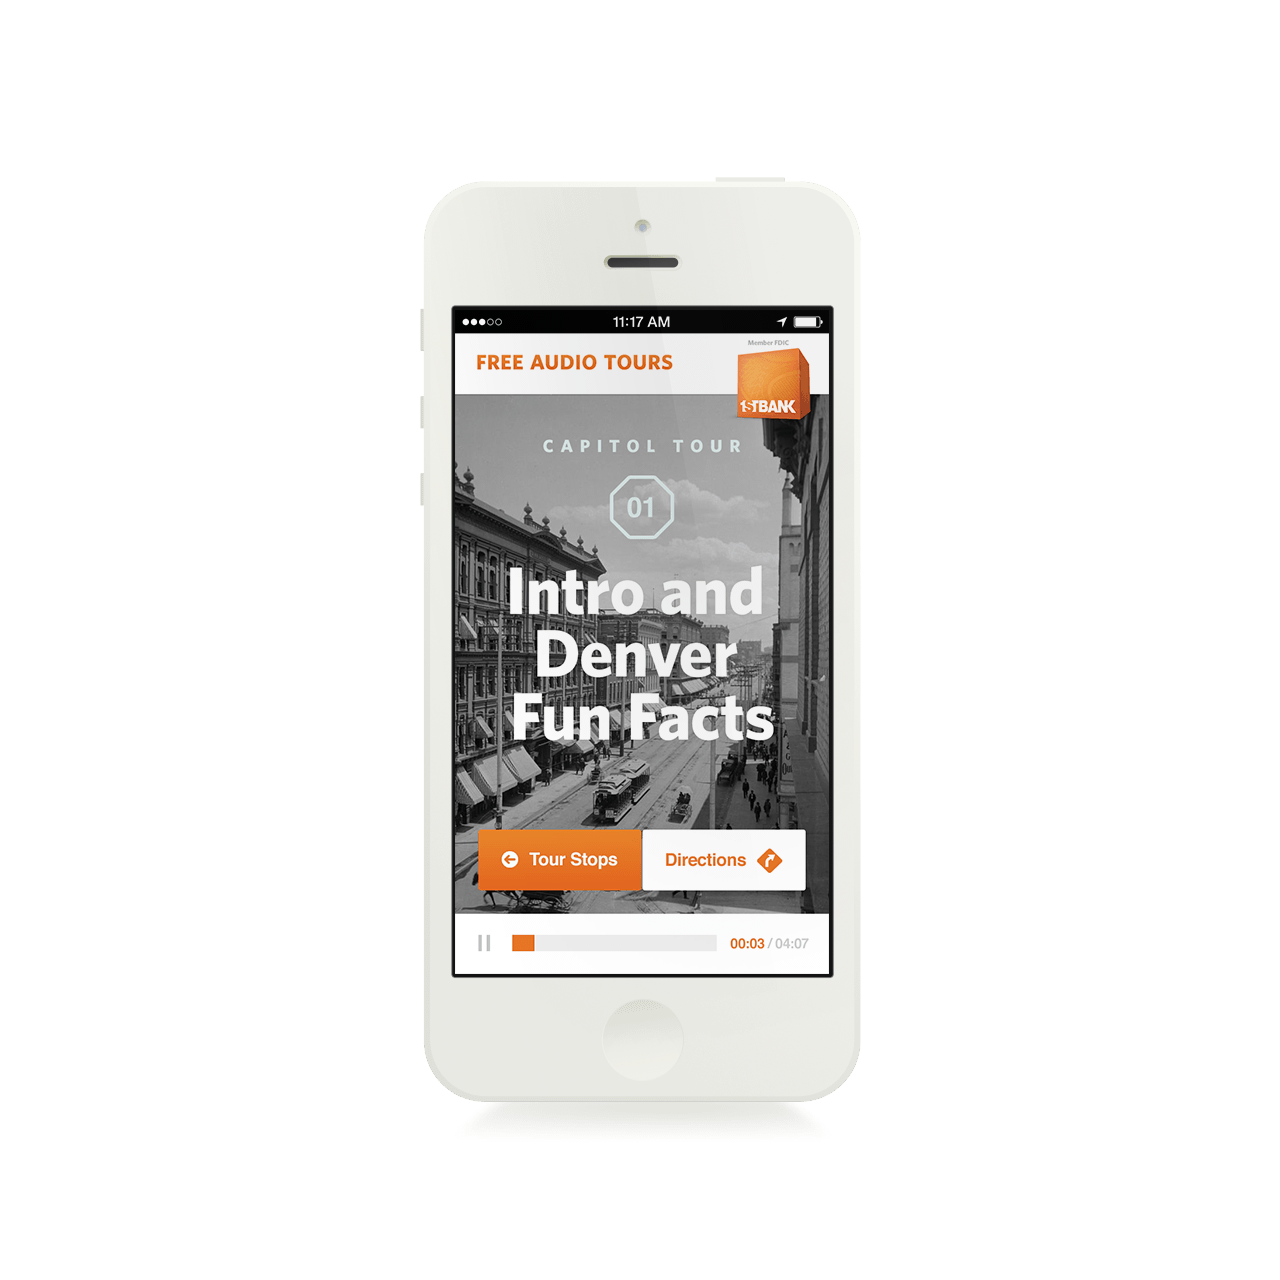 11:17 AM
Member FDIC
FREE AUDIO TOURS
1STBANK
CAPITOL TOUR
01
Intro and
Denver
Fun Facts
Tour Stops
Directions
00:03 / 04:07